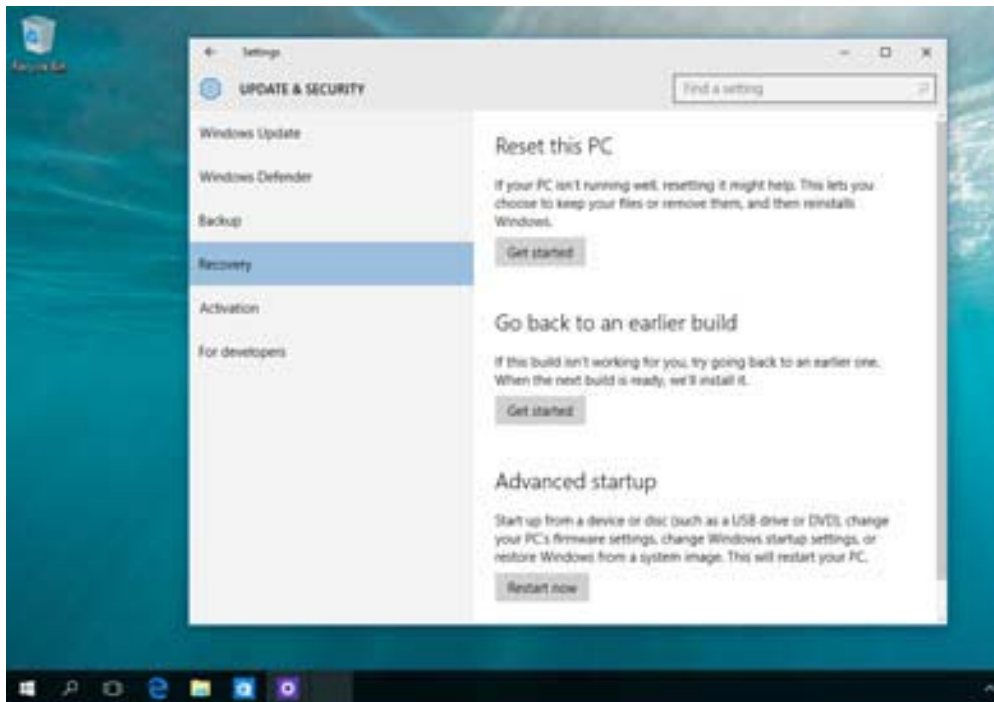 Recycle Bin
Settings
UPDATE & SECURITY
Find a setting
Windows Update
Windows Defender
Backup
Recovery
Activation
For developers
Reset this PC
If your PC isn't running well, resetting it might help. This lets you
choose to keep your files or remove them, and then reinstalls
Windows.
Get started
Go back to an earlier build
If this build isn't working for you, try going back to an earlier one.
When the next build is ready, we'll install it.
Get started
Advanced startup
Start up from a device or disc (such as a USB drive or DVD), change
your PC's firmware settings, change Windows startup settings, or
restore Windows from a system image. This will restart your PC.
Restart now